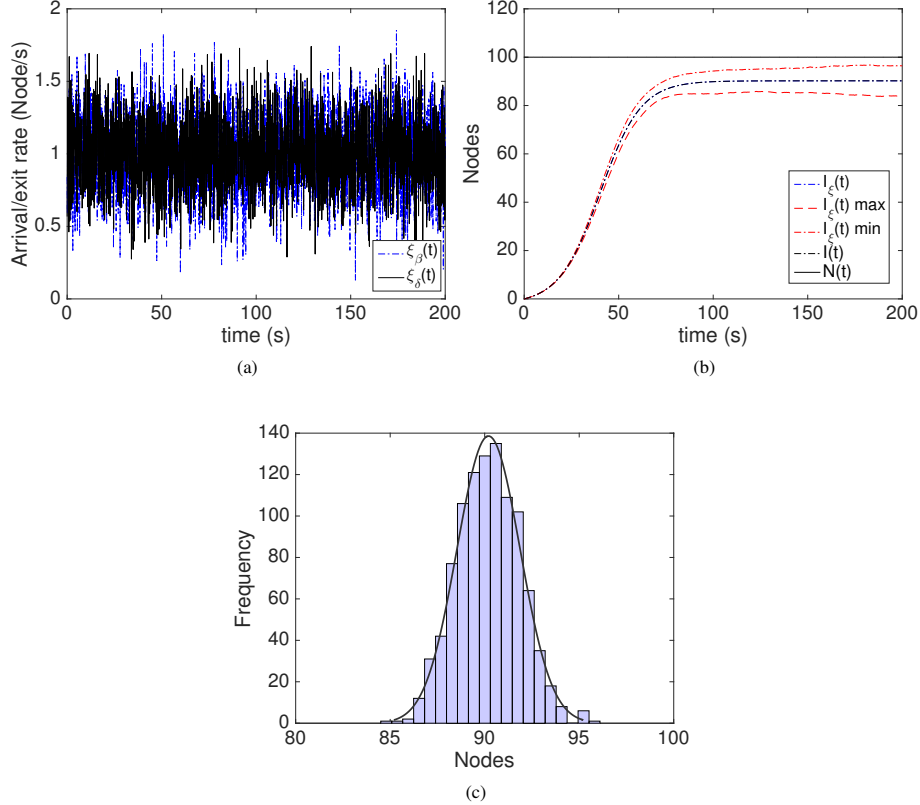 2
1.5
1
0.5
0
0 50 100 150 200
Arrival/exit rate (Node/s)
time (s)
ξβ(t)
ξδ(t)
(a)
120
100
80
60
40
20
0
0 50 100 150 200
Nodes
time (s)
Iξ(t)
Iξ(t) max
Iξ(t) min
I(t)
N(t)
(b)
140
120
100
80
60
40
20
0
80 85 90 95 100
Frequency
Nodes
(c)